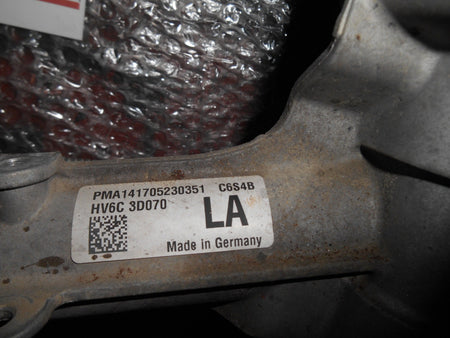 PMA141705230351 C6S4B
HV6C 3D070
LA
Made in Germany